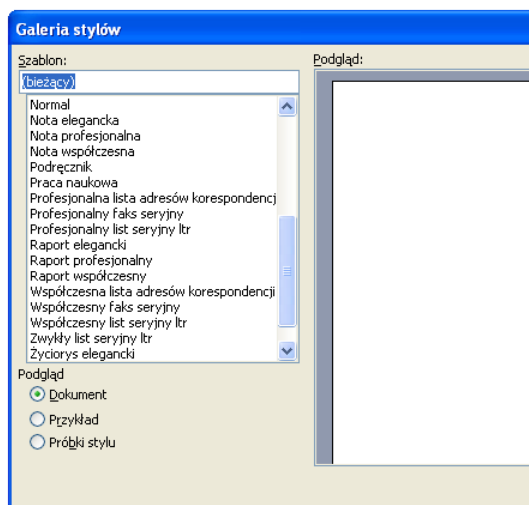 Galeria stylów
Szablon:
(bieżący)
Normal
Nota elegancka
Nota profesjonalna
Nota współczesna
Podręcznik
Praca naukowa
Profesjonalna lista adresów korespondencj
Profesjonalny faks seryjny
Profesjonalny list seryjny ltr
Raport elegancki
Raport profesjonalny
Raport współczesny
Współczesna lista adresów korespondencji
Współczesny faks seryjny
Współczesny list seryjny ltr
Zwykły list seryjny ltr
Życiorys elegancki
Podgląd
Dokument
Przykład
Próbki stylu
Podgląd: